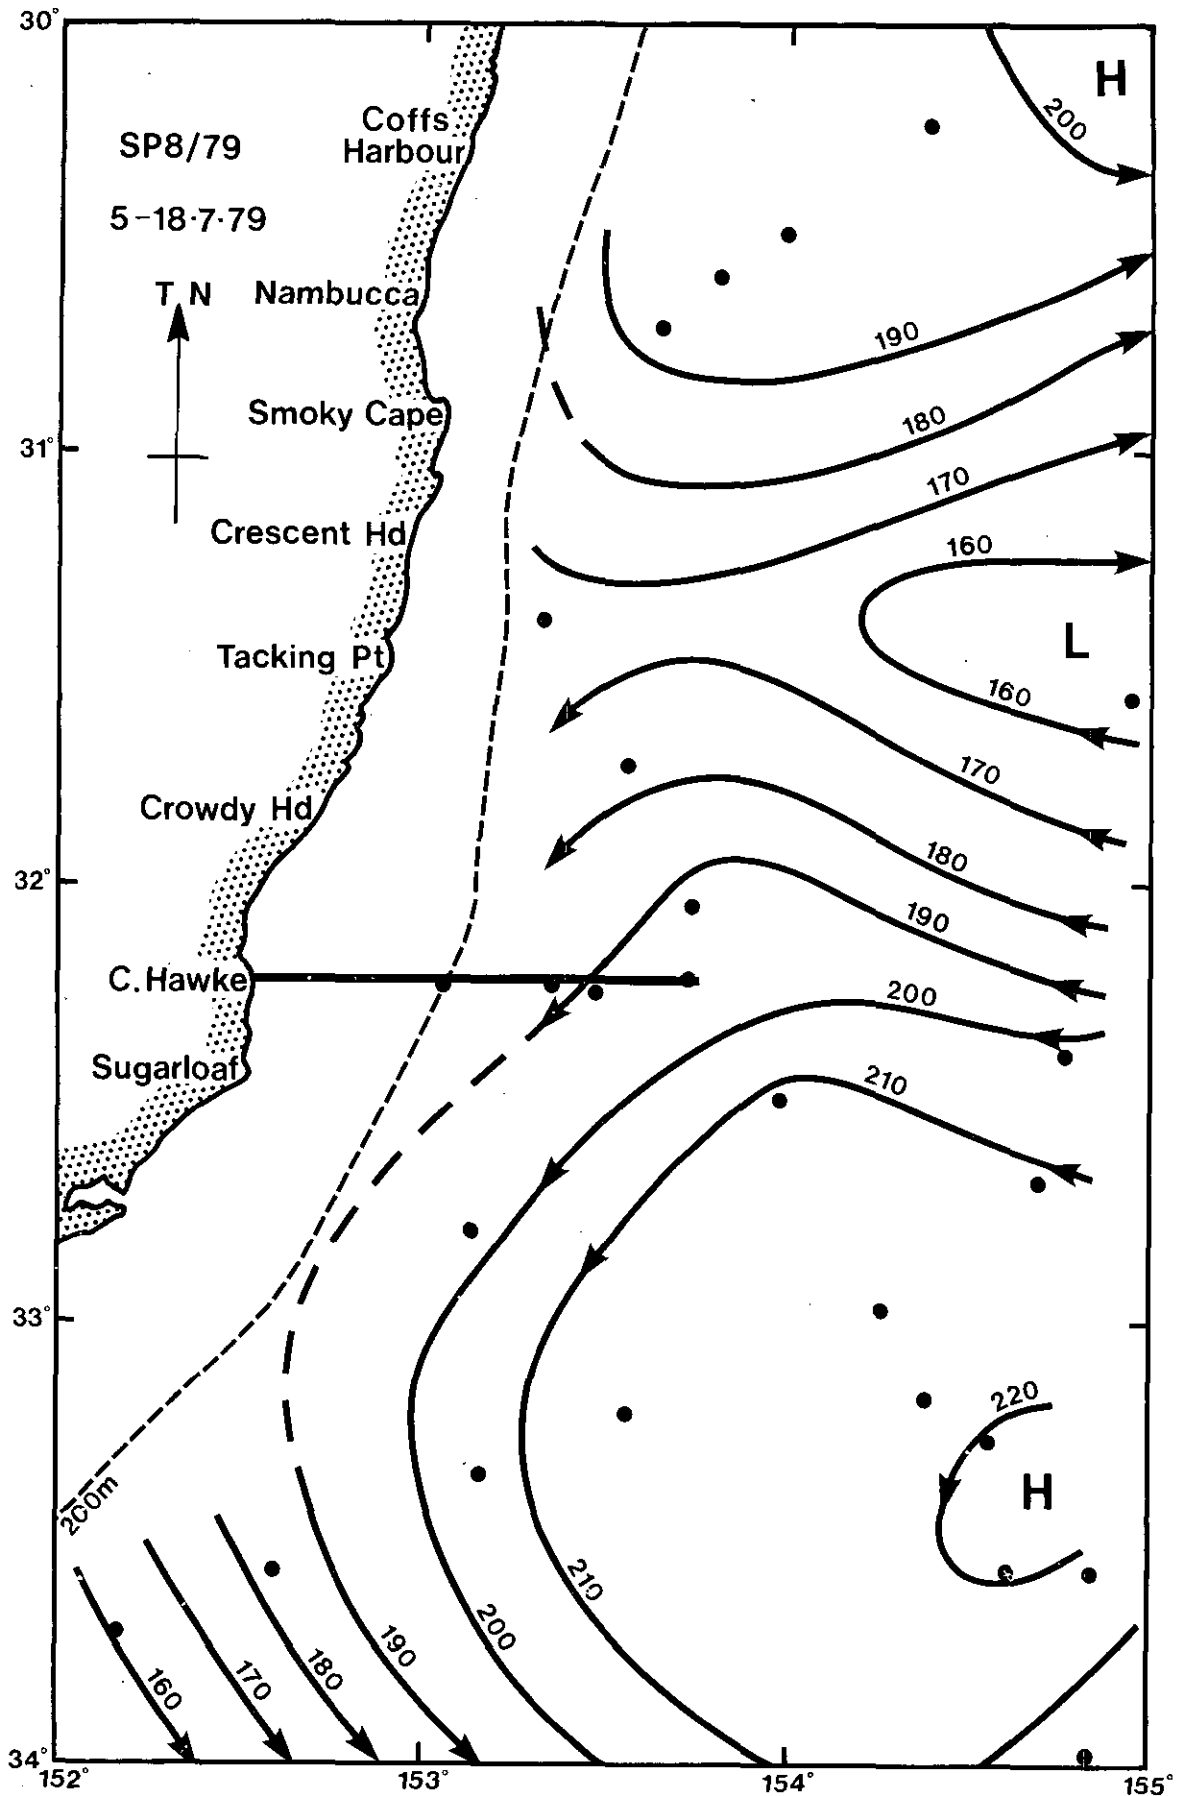 30°
H
200
Coffs
Harbour
SP8/79
5-18·7·79
T N
Nambucca
190
Smoky Cape
180
31°
170
Crescent Hd
160
L
Tacking Pt
160
170
Crowdy Hd
180
32°
190
C. Hawke
200
Sugarloaf
210
33°
220
H
200m
210
200
190
180
170
160
34°
152°
153°
154°
155°